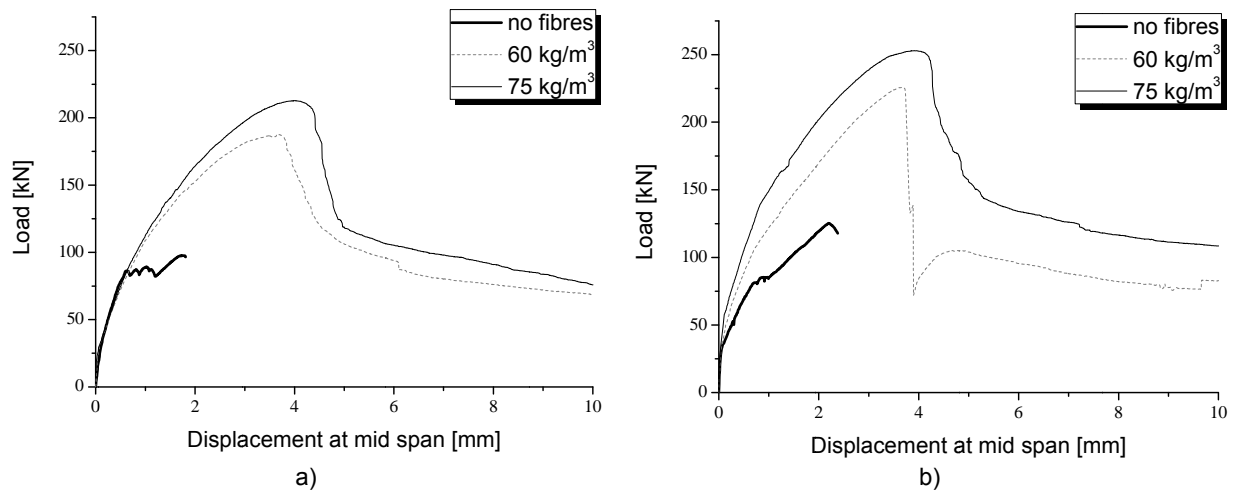 no fibres
60 kg/m³
75 kg/m³
250
200
150
100
50
0
Load [kN]
0 2 4 6 8 10
Displacement at mid span [mm]
a)
no fibres
60 kg/m³
75 kg/m³
250
200
150
100
50
0
Load [kN]
0 2 4 6 8 10
Displacement at mid span [mm]
b)